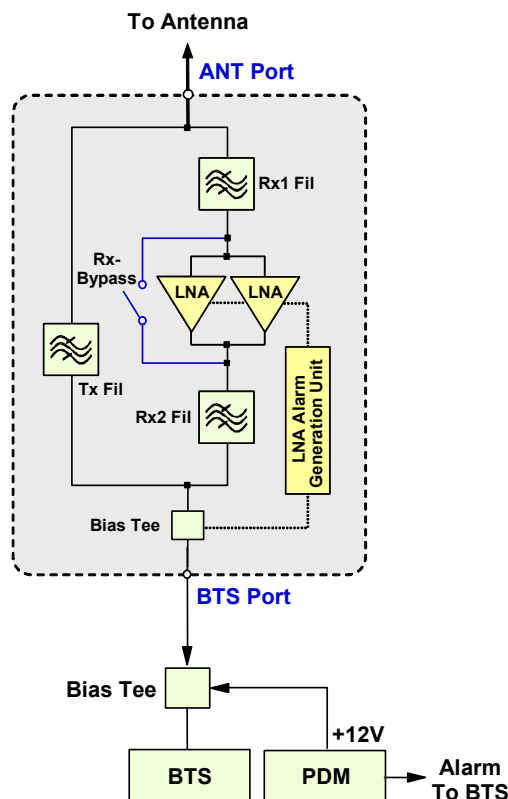 To Antenna
ANT Port
Rx1 Fil
Rx-
Bypass
LNA
LNA
Tx Fil
Rx2 Fil
LNA Alarm
Generation Unit
Bias Tee
BTS Port
Bias Tee
+12V
BTS
PDM
Alarm
To BTS